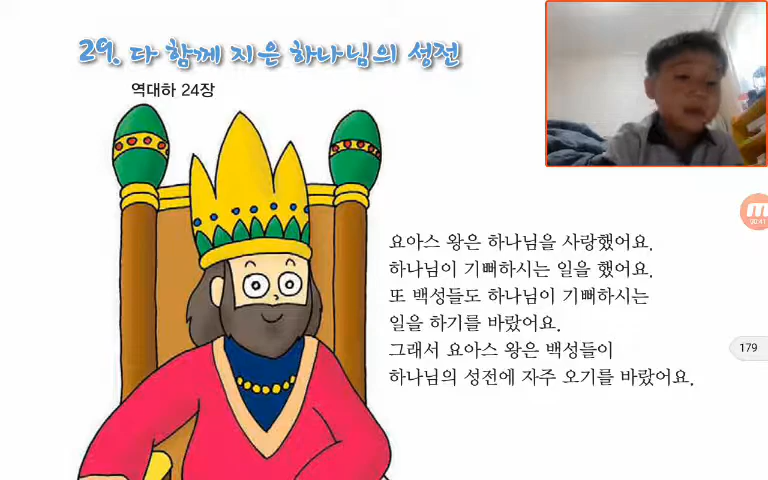 29. 다 함께 지은 하나님의 성전
역대하 24장
요아스 왕은 하나님을 사랑했어요.
하나님이 기뻐하시는 일을 했어요.
또 백성들도 하나님이 기뻐하시는
일을 하기를 바랐어요.
그래서 요아스 왕은 백성들이
하나님의 성전에 자주 오기를 바랐어요.
179
00:41